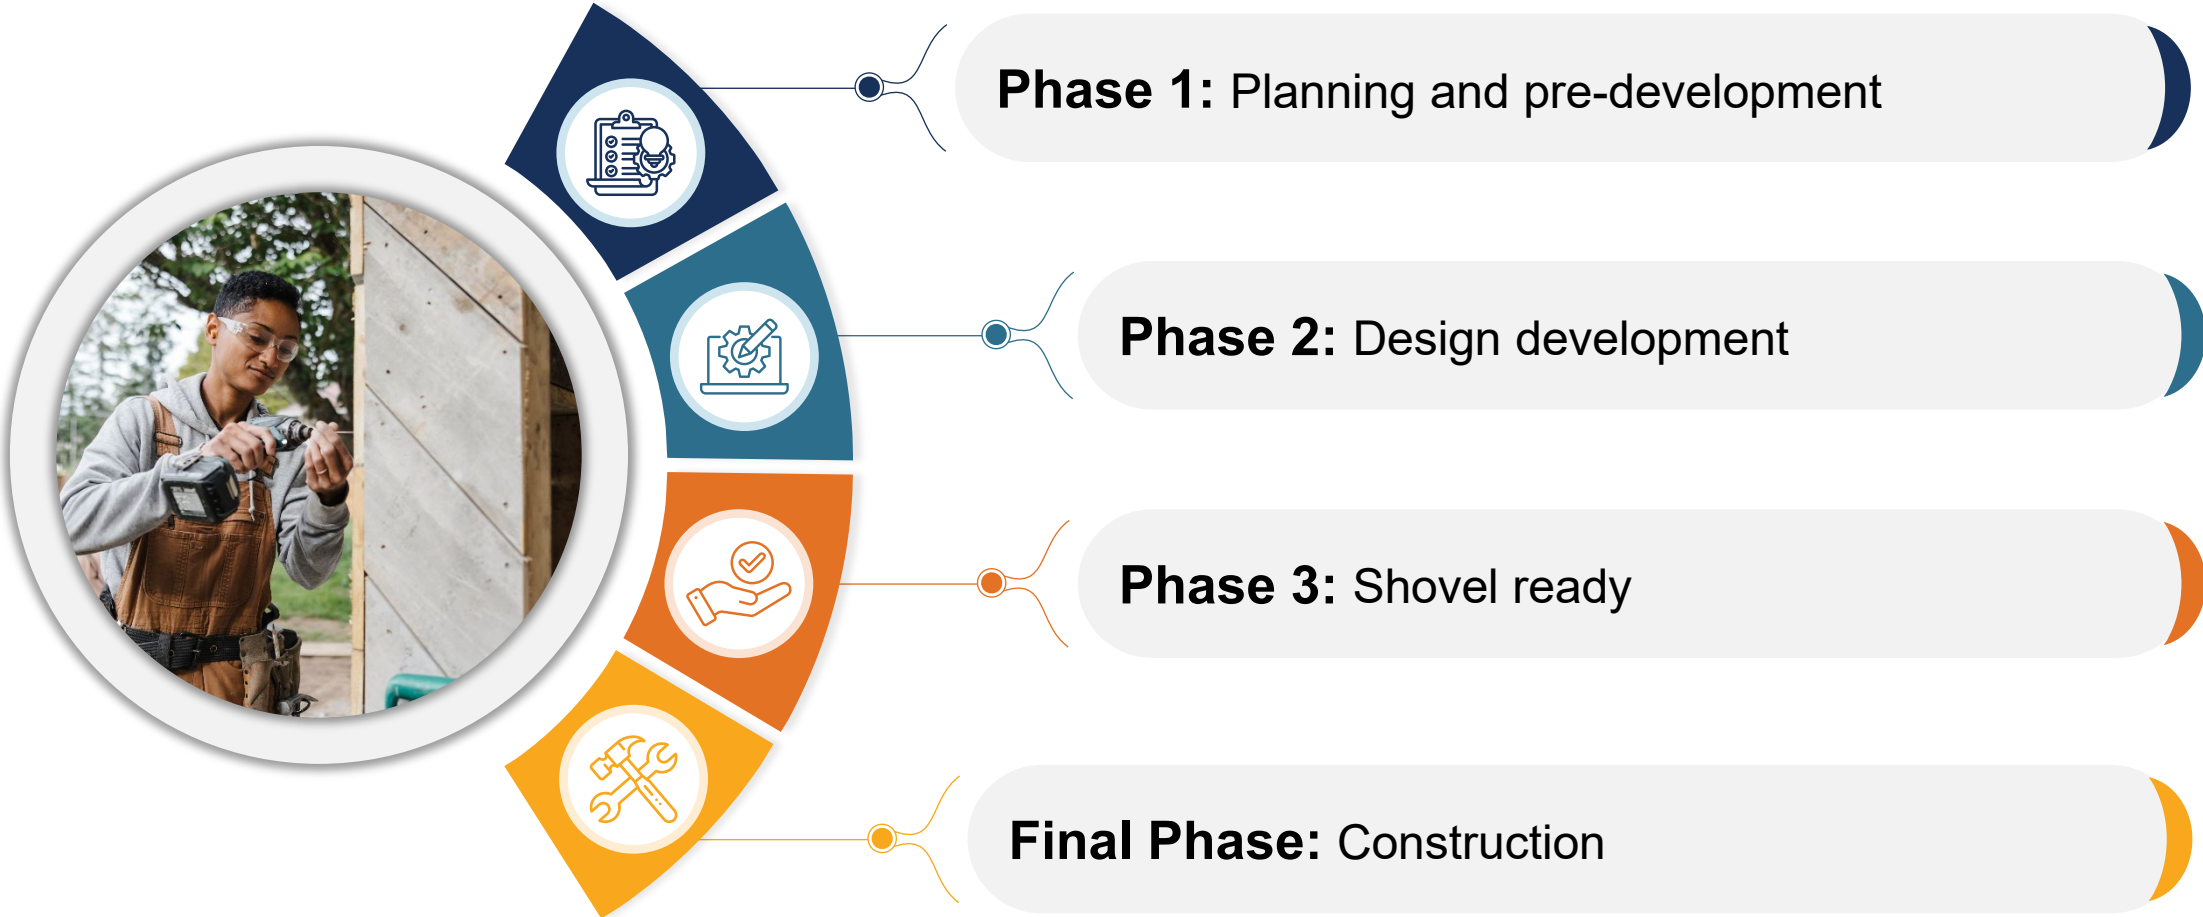 Phase 1: Planning and pre-development
Phase 2: Design development
Phase 3: Shovel ready
Final Phase: Construction